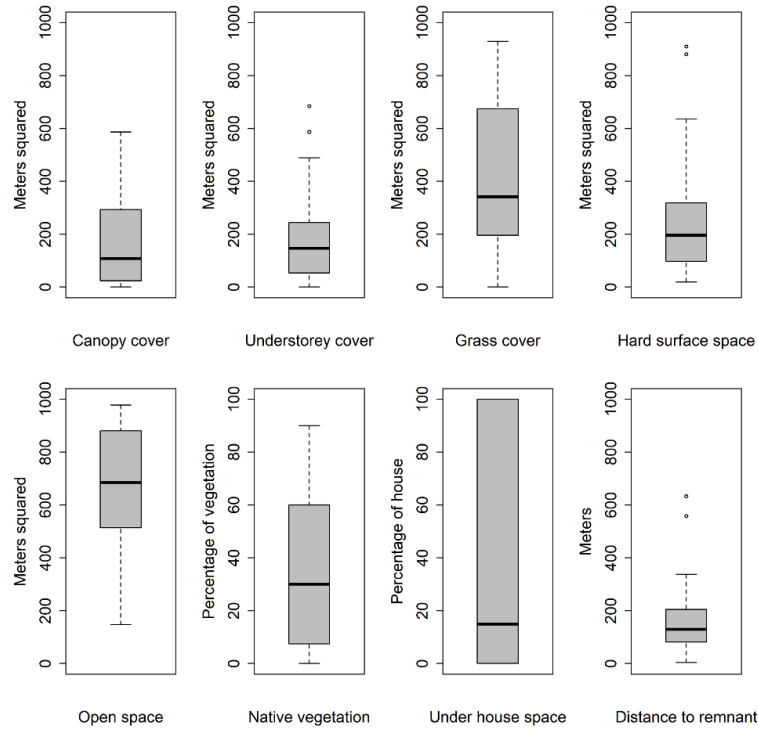 Meters squared
0 200 400 600 800 1000
Canopy cover
Meters squared
0 200 400 600 800 1000
Understorey cover
Meters squared
0 200 400 600 800 1000
Grass cover
Meters squared
0 200 400 600 800 1000
Hard surface space
Meters squared
0 200 400 600 800 1000
Open space
Percentage of vegetation
0 20 40 60 80 100
Native vegetation
Percentage of house
0 20 40 60 80 100
Under house space
Meters
0 200 400 600 800 1000
Distance to remnant